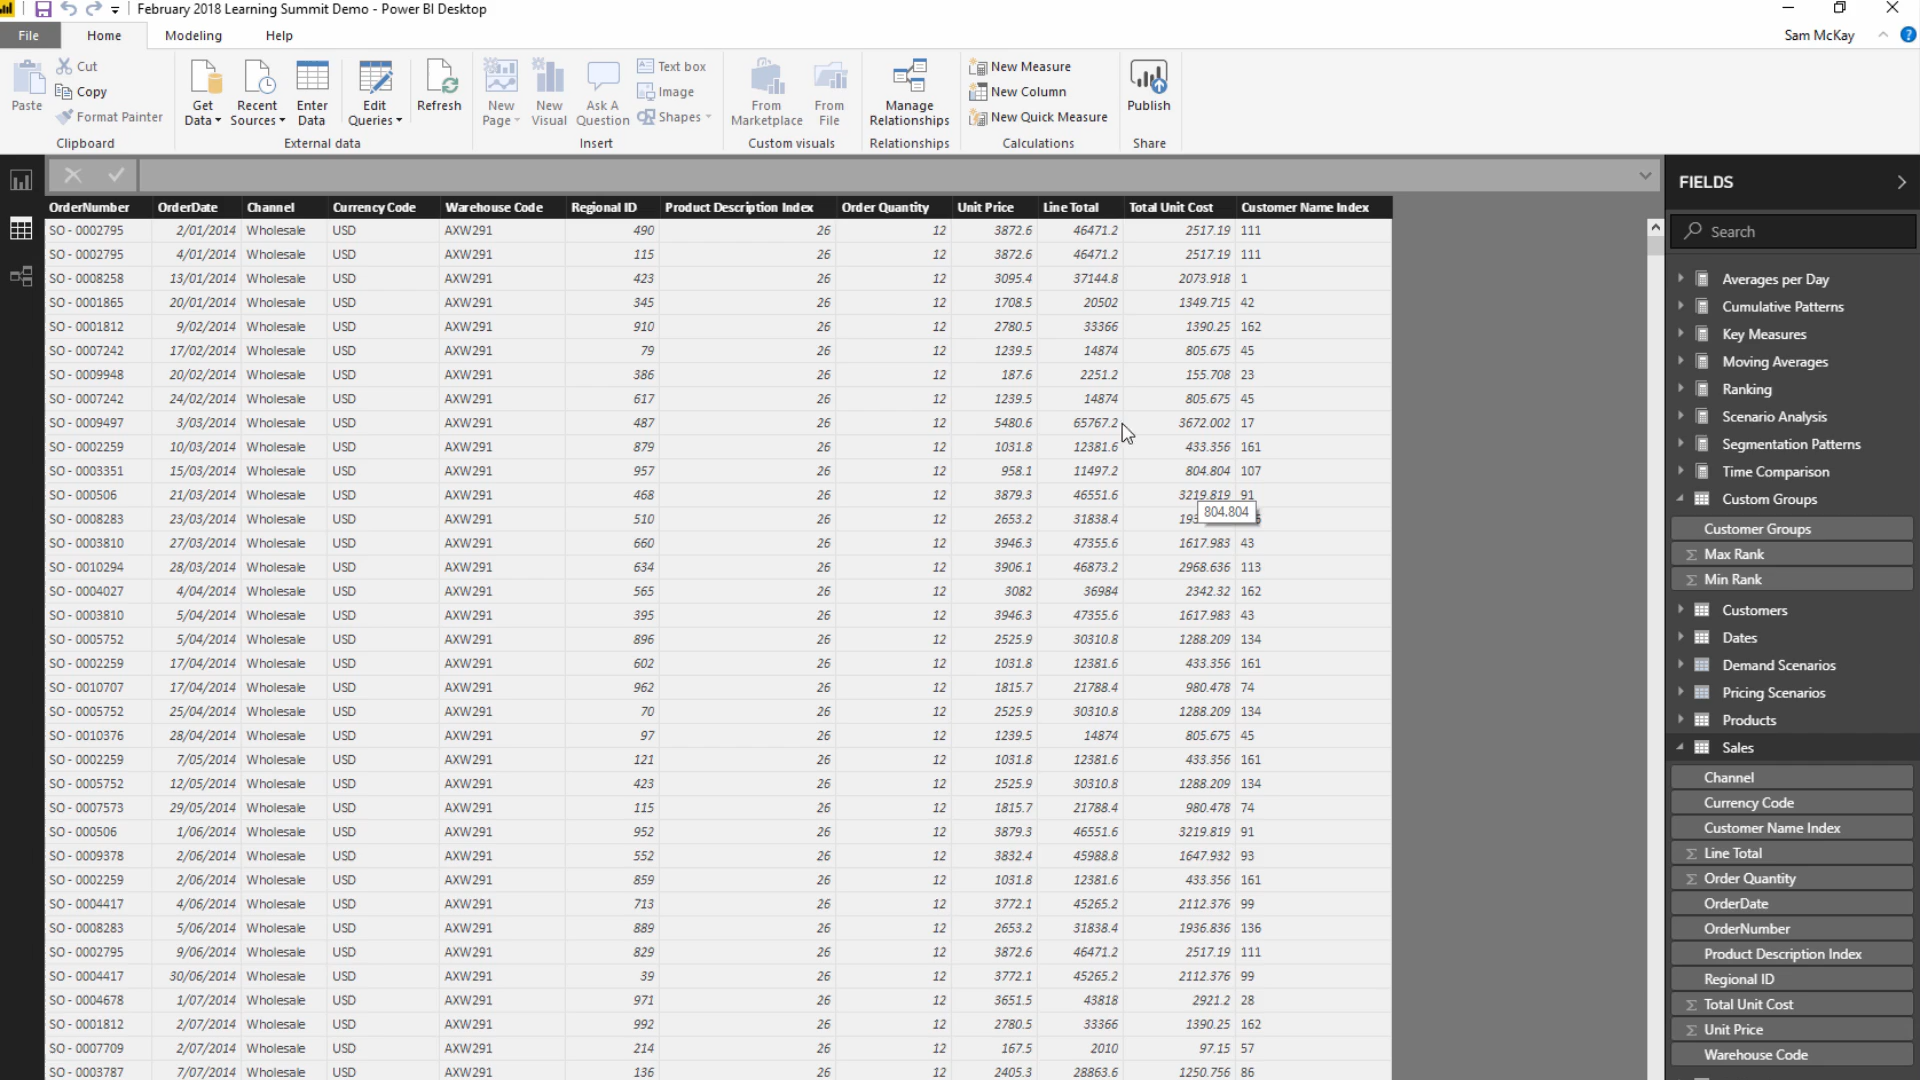 February 2018 Learning Summit Demo - Power BI Desktop
File Home Modeling Help Sam McKay
Paste Cut Copy Format Painter
Clipboard
Get Data Recent Sources Enter Data Edit Queries Refresh
External data
New Page New Visual Ask A Question Text box Image Shapes
Insert
From Marketplace From File
Custom visuals
Manage Relationships
Relationships
New Measure
New Column
New Quick Measure
Calculations
Publish
Share
OrderNumber OrderDate Channel Currency Code Warehouse Code Regional ID Product Description Index Order Quantity Unit Price Line Total Total Unit Cost Customer Name Index
SO - 0002795 2/01/2014 Wholesale USD AXW291 490 26 12 3872.6 46471.2 2517.19 111
SO - 0002795 4/01/2014 Wholesale USD AXW291 115 26 12 3872.6 46471.2 2517.19 111
SO - 0008258 13/01/2014 Wholesale USD AXW291 423 26 12 3095.4 37144.8 2073.918 1
SO - 0001865 20/01/2014 Wholesale USD AXW291 345 26 12 1708.5 20502 1349.715 42
SO - 0001812 9/02/2014 Wholesale USD AXW291 910 26 12 2780.5 33366 1390.25 162
SO - 0007242 17/02/2014 Wholesale USD AXW291 79 26 12 1239.5 14874 805.675 45
SO - 0009948 20/02/2014 Wholesale USD AXW291 386 26 12 187.6 2251.2 155.708 23
SO - 0007242 24/02/2014 Wholesale USD AXW291 617 26 12 1239.5 14874 805.675 45
SO - 0009497 3/03/2014 Wholesale USD AXW291 487 26 12 5480.6 65767.2 3672.002 17
SO - 0002259 10/03/2014 Wholesale USD AXW291 879 26 12 1031.8 12381.6 433.356 161
SO - 0003351 15/03/2014 Wholesale USD AXW291 957 26 12 958.1 11497.2 804.804 107
SO - 000506 21/03/2014 Wholesale USD AXW291 468 26 12 3879.3 46551.6 3219.819 91
804.804
SO - 0008283 23/03/2014 Wholesale USD AXW291 510 26 12 2653.2 31838.4
SO - 0003810 27/03/2014 Wholesale USD AXW291 660 26 12 3946.3 47355.6 1617.983 43
SO - 0010294 28/03/2014 Wholesale USD AXW291 634 26 12 3906.1 46873.2 2968.636 113
SO - 0004027 4/04/2014 Wholesale USD AXW291 565 26 12 3082 36984 2342.32 162
SO - 0003810 5/04/2014 Wholesale USD AXW291 395 26 12 3946.3 47355.6 1617.983 43
SO - 0005752 5/04/2014 Wholesale USD AXW291 896 26 12 2525.9 30310.8 1288.209 134
SO - 0002259 17/04/2014 Wholesale USD AXW291 602 26 12 1031.8 12381.6 433.356 161
SO - 0010707 17/04/2014 Wholesale USD AXW291 962 26 12 1815.7 21788.4 980.478 74
SO - 0005752 25/04/2014 Wholesale USD AXW291 70 26 12 2525.9 30310.8 1288.209 134
SO - 0010376 28/04/2014 Wholesale USD AXW291 97 26 12 1239.5 14874 805.675 45
SO - 0002259 7/05/2014 Wholesale USD AXW291 121 26 12 1031.8 12381.6 433.356 161
SO - 0005752 12/05/2014 Wholesale USD AXW291 423 26 12 2525.9 30310.8 1288.209 134
SO - 0007573 29/05/2014 Wholesale USD AXW291 115 26 12 1815.7 21788.4 980.478 74
SO - 000506 1/06/2014 Wholesale USD AXW291 952 26 12 3879.3 46551.6 3219.819 91
SO - 0009378 2/06/2014 Wholesale USD AXW291 552 26 12 3832.4 45988.8 1647.932 93
SO - 0002259 2/06/2014 Wholesale USD AXW291 859 26 12 1031.8 12381.6 433.356 161
SO - 0004417 4/06/2014 Wholesale USD AXW291 713 26 12 3772.1 45265.2 2112.376 99
SO - 0008283 5/06/2014 Wholesale USD AXW291 889 26 12 2653.2 31838.4 1936.836 136
SO - 0002795 9/06/2014 Wholesale USD AXW291 829 26 12 3872.6 46471.2 2517.19 111
SO - 0004417 30/06/2014 Wholesale USD AXW291 39 26 12 3772.1 45265.2 2112.376 99
SO - 0004678 1/07/2014 Wholesale USD AXW291 971 26 12 3651.5 43818 2921.2 28
SO - 0001812 2/07/2014 Wholesale USD AXW291 992 26 12 2780.5 33366 1390.25 162
SO - 0007709 2/07/2014 Wholesale USD AXW291 214 26 12 167.5 2010 97.15 57
SO - 0003787 7/07/2014 Wholesale USD AXW291 136 26 12 2405.3 28863.6 1250.756 86
FIELDS
Search
Averages per Day
Cumulative Patterns
Key Measures
Moving Averages
Ranking
Scenario Analysis
Segmentation Patterns
Time Comparison
Custom Groups
Customer Groups
Σ Max Rank
Σ Min Rank
Customers
Dates
Demand Scenarios
Pricing Scenarios
Products
Sales
Channel
Currency Code
Customer Name Index
Σ Line Total
Σ Order Quantity
OrderDate
OrderNumber
Product Description Index
Regional ID
Σ Total Unit Cost
Σ Unit Price
Warehouse Code